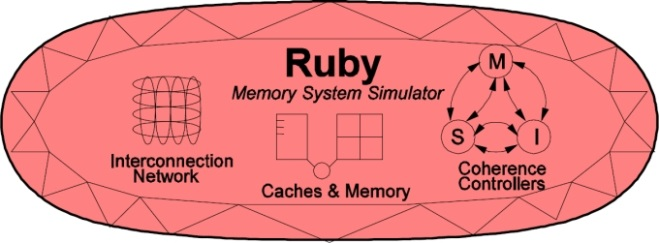 Ruby
Memory System Simulator
M
S
I
Interconnection
Network
Caches & Memory
Coherence
Controllers